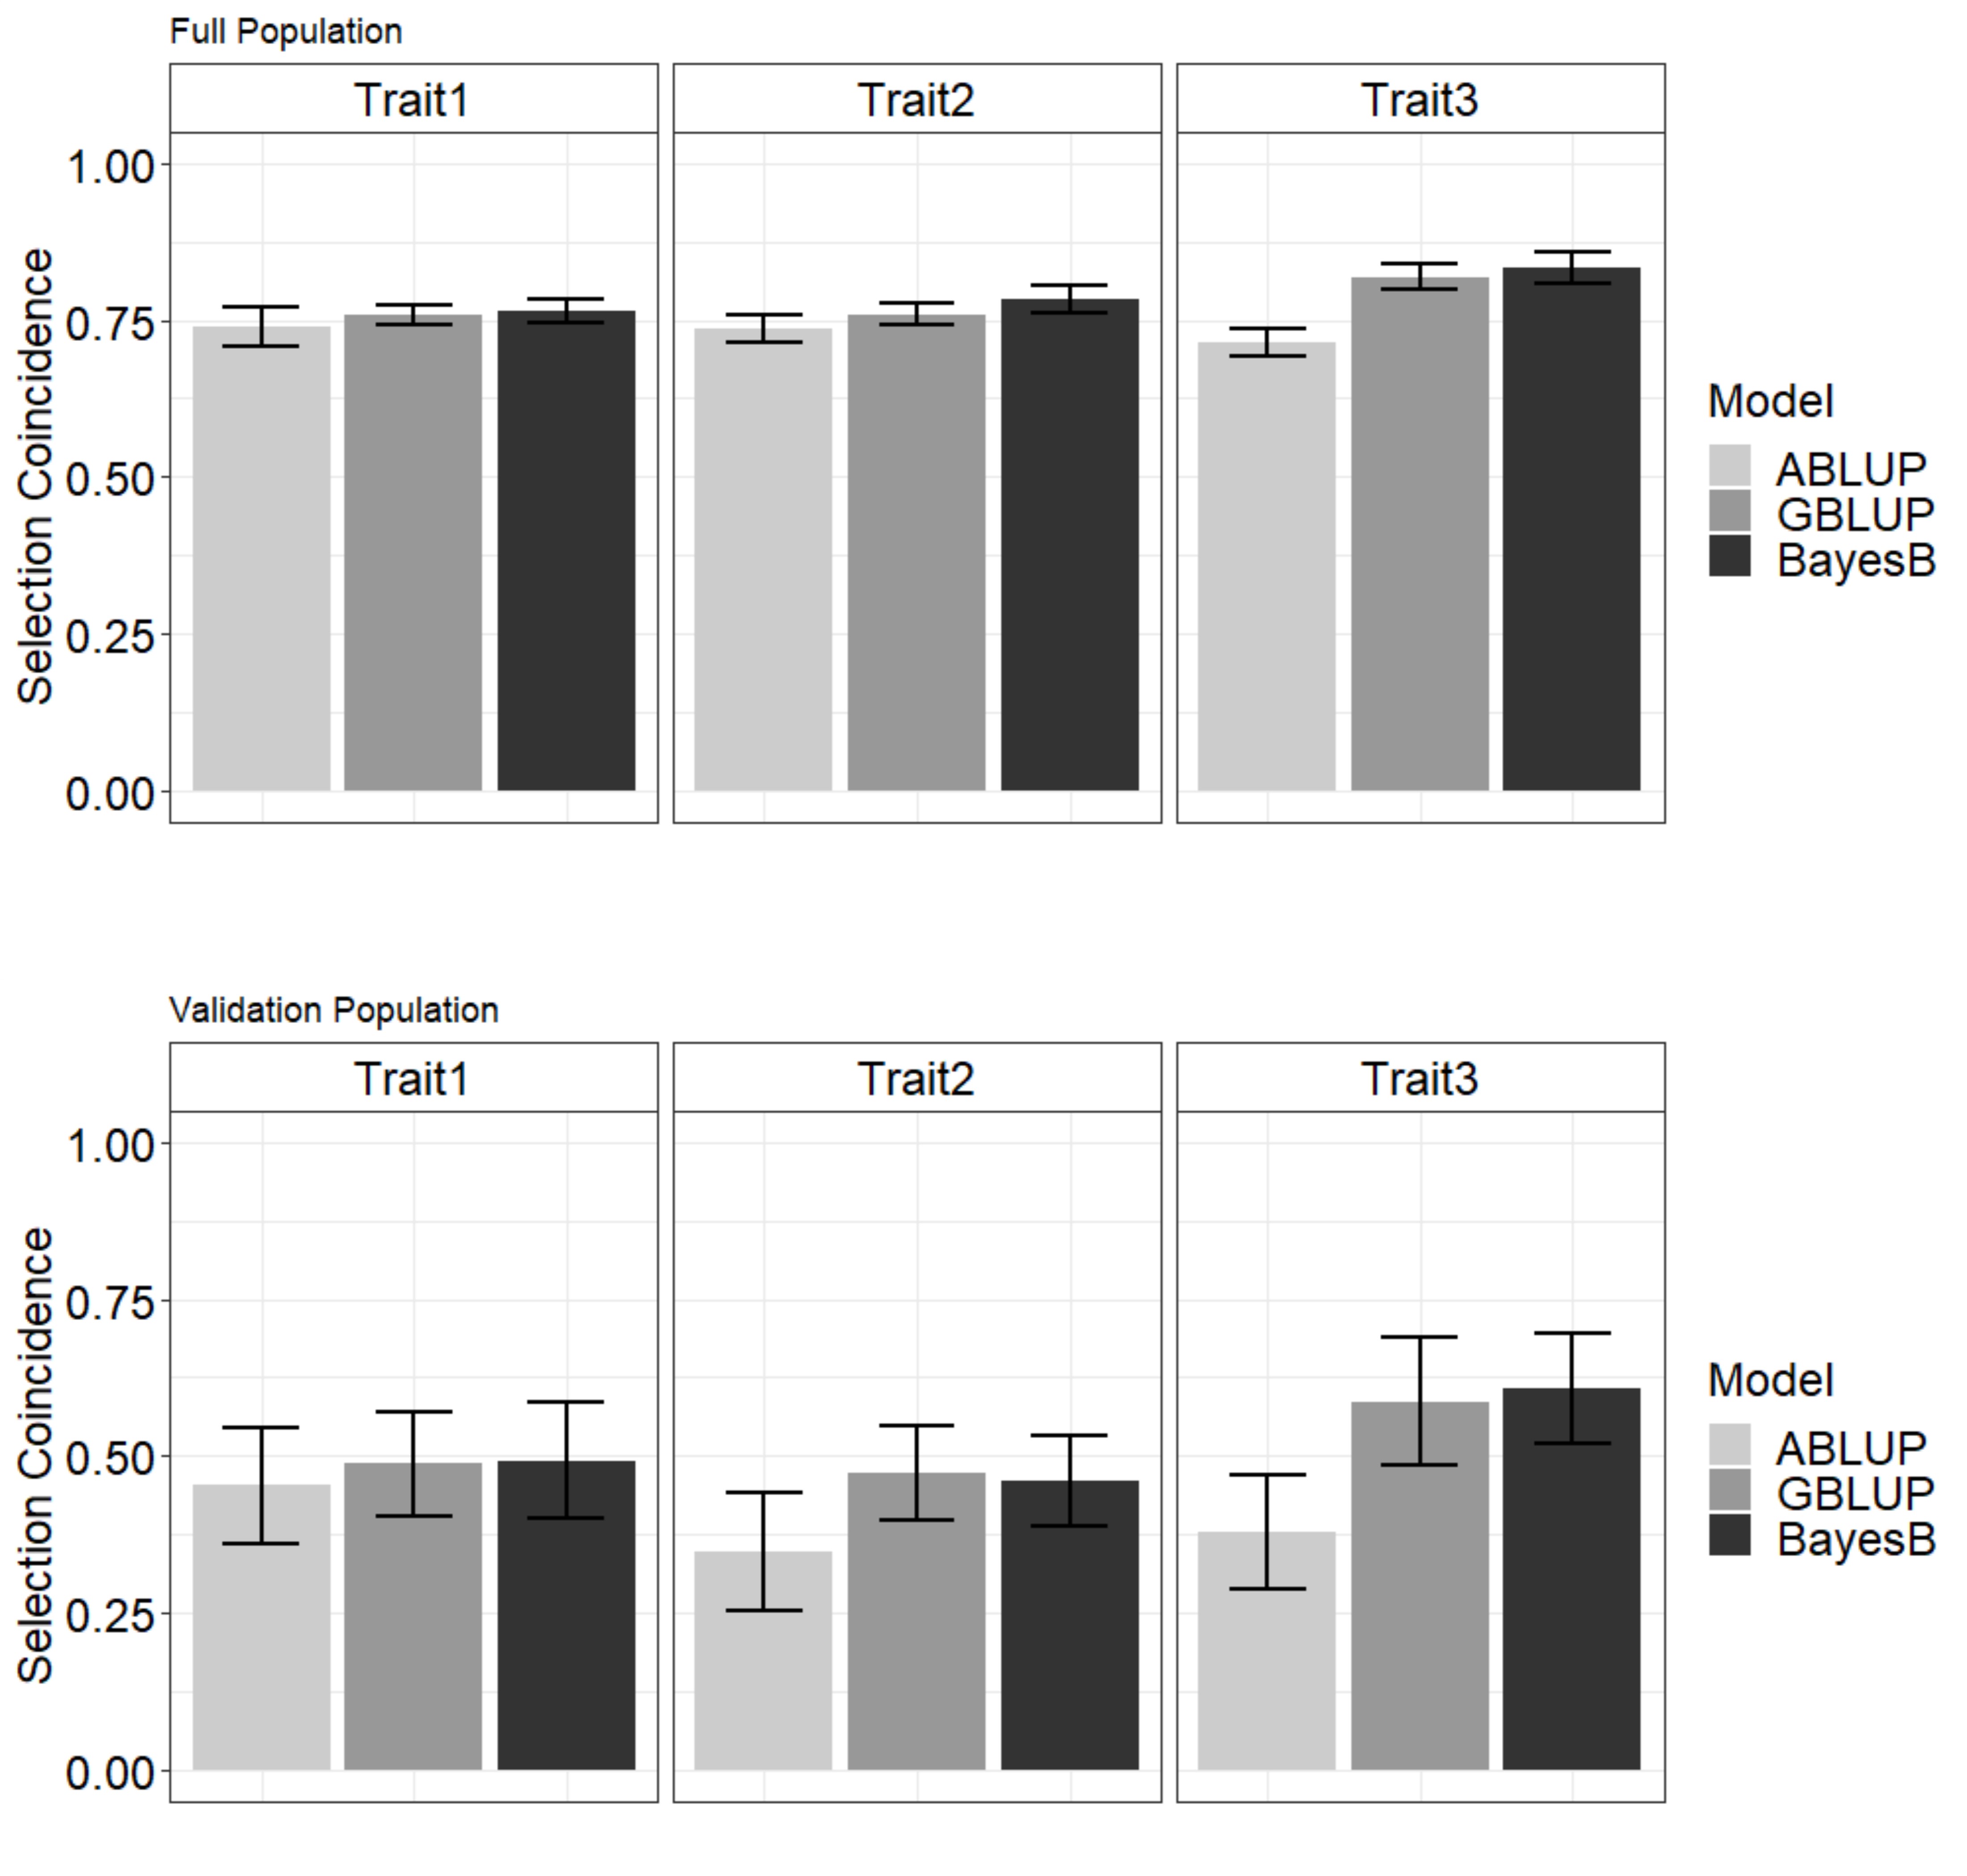 Full Population
Trait1 Trait2 Trait3
1.00
0.75
0.50
0.25
0.00
Selection Coincidence
Model
ABLUP
GBLUP
BayesB
Validation Population
Trait1 Trait2 Trait3
1.00
0.75
0.50
0.25
0.00
Selection Coincidence
Model
ABLUP
GBLUP
BayesB